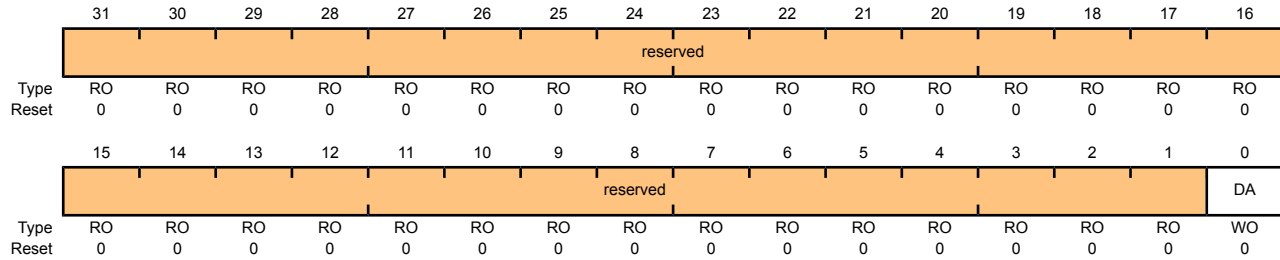 31 30 29 28 27 26 25 24 23 22 21 20 19 18 17 16
reserved
Type RO RO RO RO RO RO RO RO RO RO RO RO RO RO RO RO
Reset 0 0 0 0 0 0 0 0 0 0 0 0 0 0 0 0
15 14 13 12 11 10 9 8 7 6 5 4 3 2 1 0
reserved DA
Type RO RO RO RO RO RO RO RO RO RO RO RO RO RO RO WO
Reset 0 0 0 0 0 0 0 0 0 0 0 0 0 0 0 0